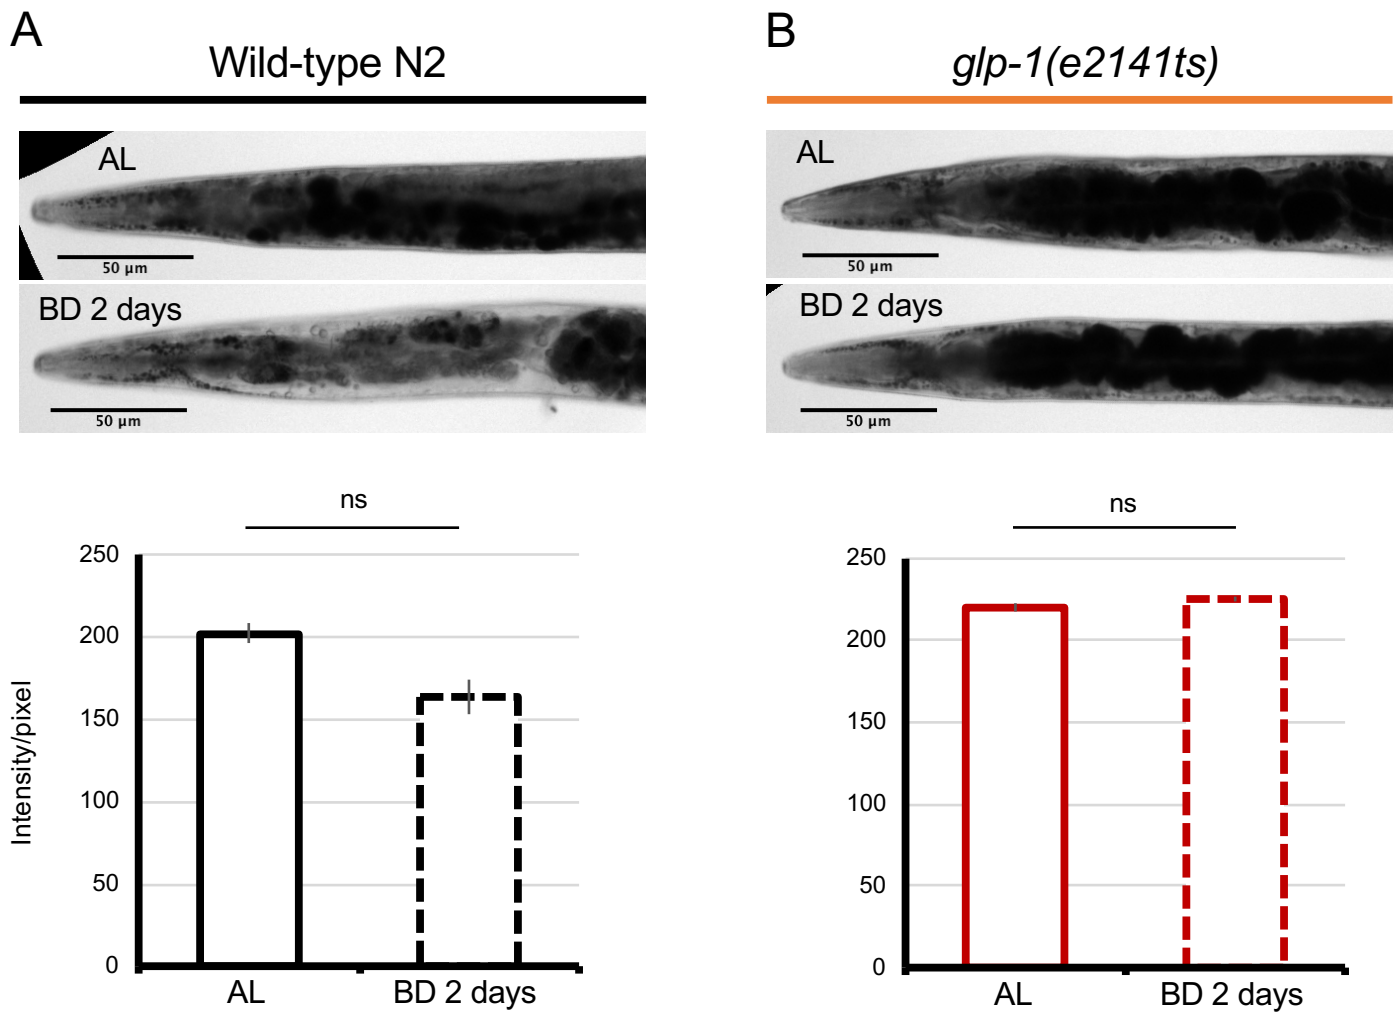 A
Wild-type N2
AL
50 µm
BD 2 days
50 µm
ns
250
200
150
100
50
0
Intensity/pixel
AL
BD 2 days
B
glp-1(e2141ts)
AL
50 µm
BD 2 days
50 µm
ns
250
200
150
100
50
0
AL
BD 2 days